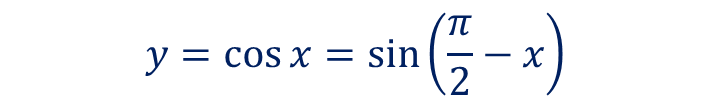 y = cos x = sin(π/2 − x)